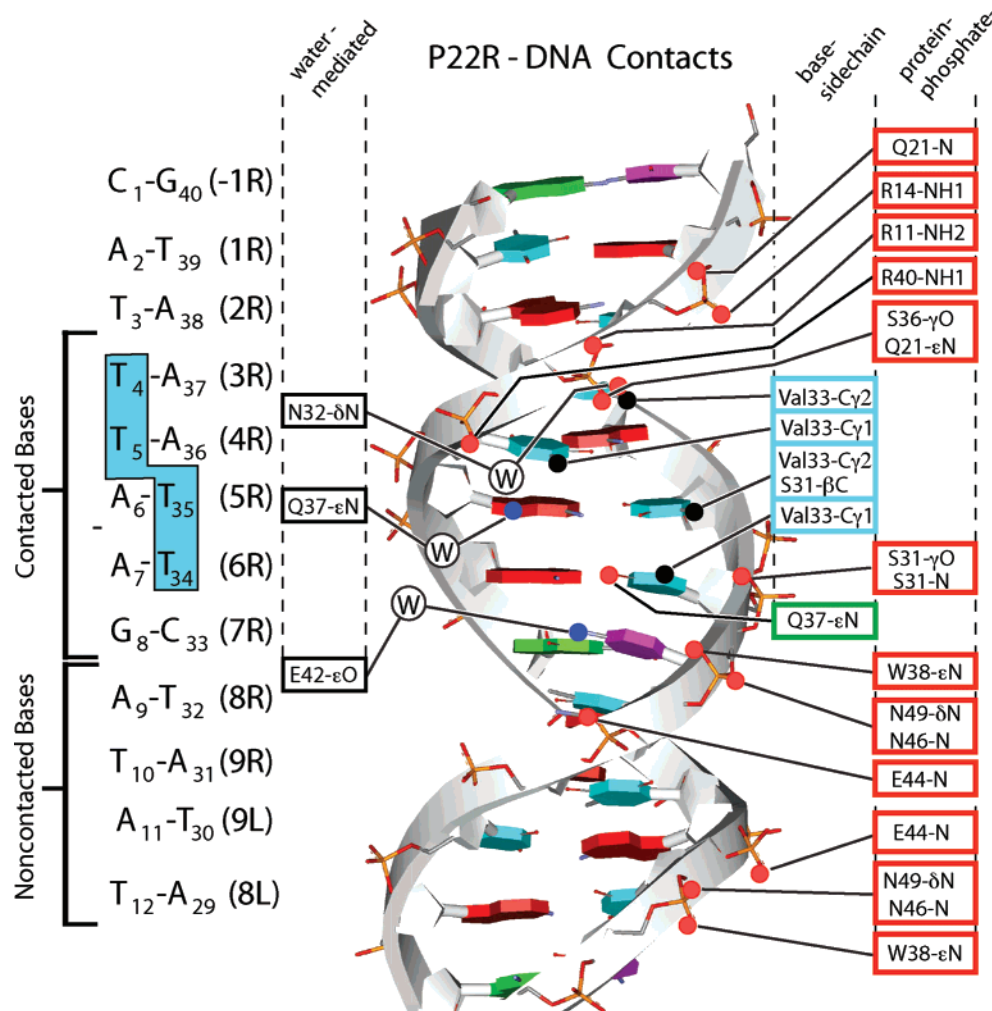 water-
mediated
P22R - DNA Contacts
base-
sidechain
protein-
phosphate-
C1-G40 (-1R)
A2-T39 (1R)
T3-A38 (2R)
T4-A37 (3R)
T5-A36 (4R)
A6-T35 (5R)
A7-T34 (6R)
G8-C33 (7R)
A9-T32 (8R)
T10-A31 (9R)
A11-T30 (9L)
T12-A29 (8L)
Contacted Bases
-
Noncontacted Bases
N32-δN
Q37-εN
E42-εO
W
W
W
Q21-N
R14-NH1
R11-NH2
R40-NH1
S36-γO
Q21-εN
Val33-Cγ2
Val33-Cγ1
Val33-Cγ2
S31-βC
Val33-Cγ1
S31-γO
S31-N
Q37-εN
W38-εN
N49-δN
N46-N
E44-N
E44-N
N49-δN
N46-N
W38-εN